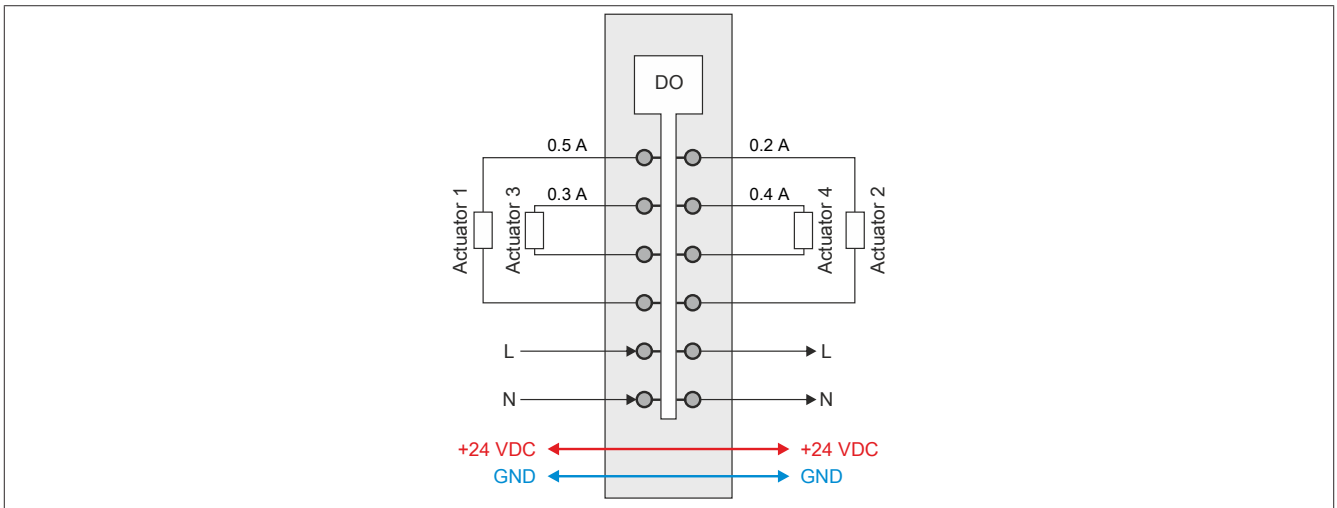 DO
0.5 A
0.2 A
0.3 A
0.4 A
Actuator 1
Actuator 3
Actuator 4
Actuator 2
L
L
N
N
+24 VDC
+24 VDC
GND
GND